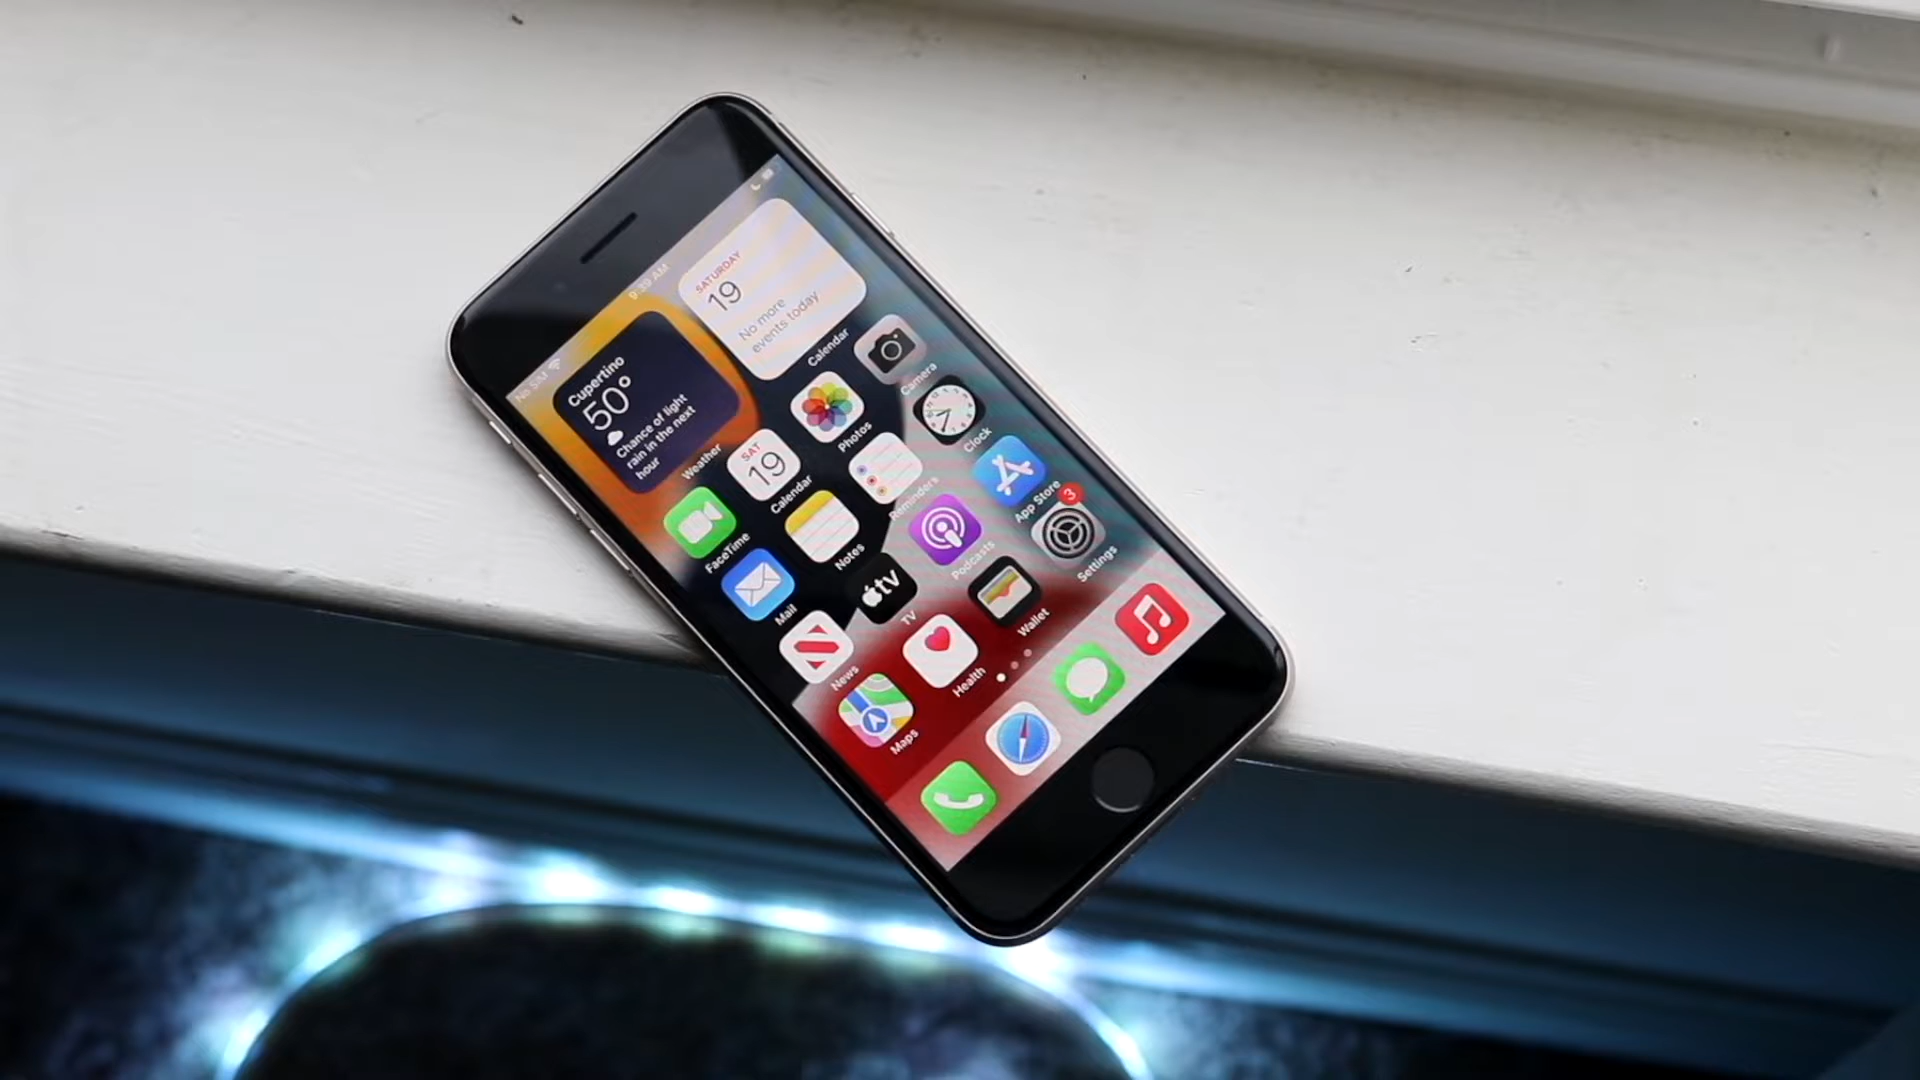 No SIM
9:39 AM
Cupertino
50°
Chance of light
rain in the next
hour
Weather
SATURDAY
19
No more
events today
Calendar
FaceTime
SAT
19
Calendar
Photos
Camera
Mail
Notes
Reminders
Clock
News
tv
TV
Podcasts
App Store
Maps
Health
Wallet
3
Settings